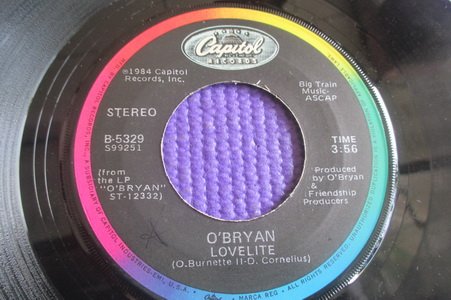 Capitol
RECORDS
©1984 Capitol
Records, Inc.
Big Train
Music-
ASCAP
STEREO
B-5329
S99251
TIME
3:56
(from
the LP
"O'BRYAN"
ST-12332)
Produced
by O'Bryan
&
Friendship
Producers
O'BRYAN
LOVELITE
(O.Burnette II-D. Cornelius)
MARCA REG. • ALL RIGHTS
U.S.A.